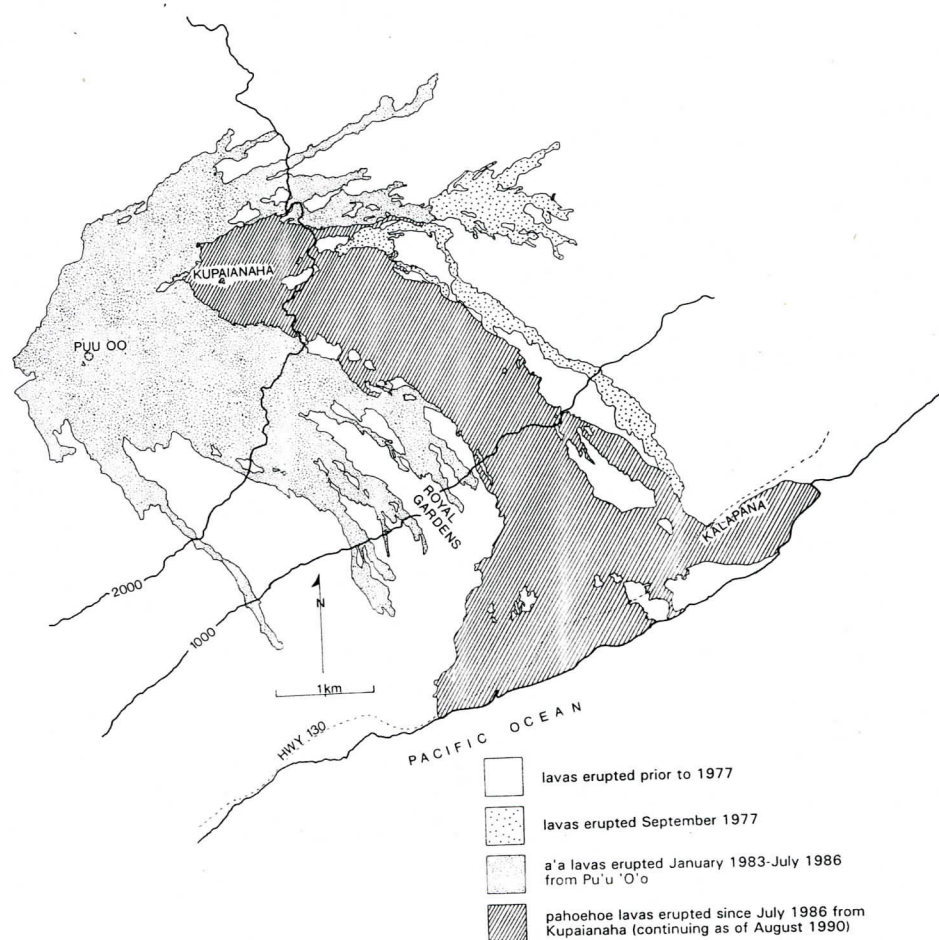 KUPAIANAHA
PUU OO
ROYAL
GARDENS
KALAPANA
2000
1000
N
1km
HWY 130
PACIFIC OCEAN
lavas erupted prior to 1977
lavas erupted September 1977
a'a lavas erupted January 1983-July 1986
from Pu'u 'O'o
pahoehoe lavas erupted since July 1986 from
Kupaianaha (continuing as of August 1990)